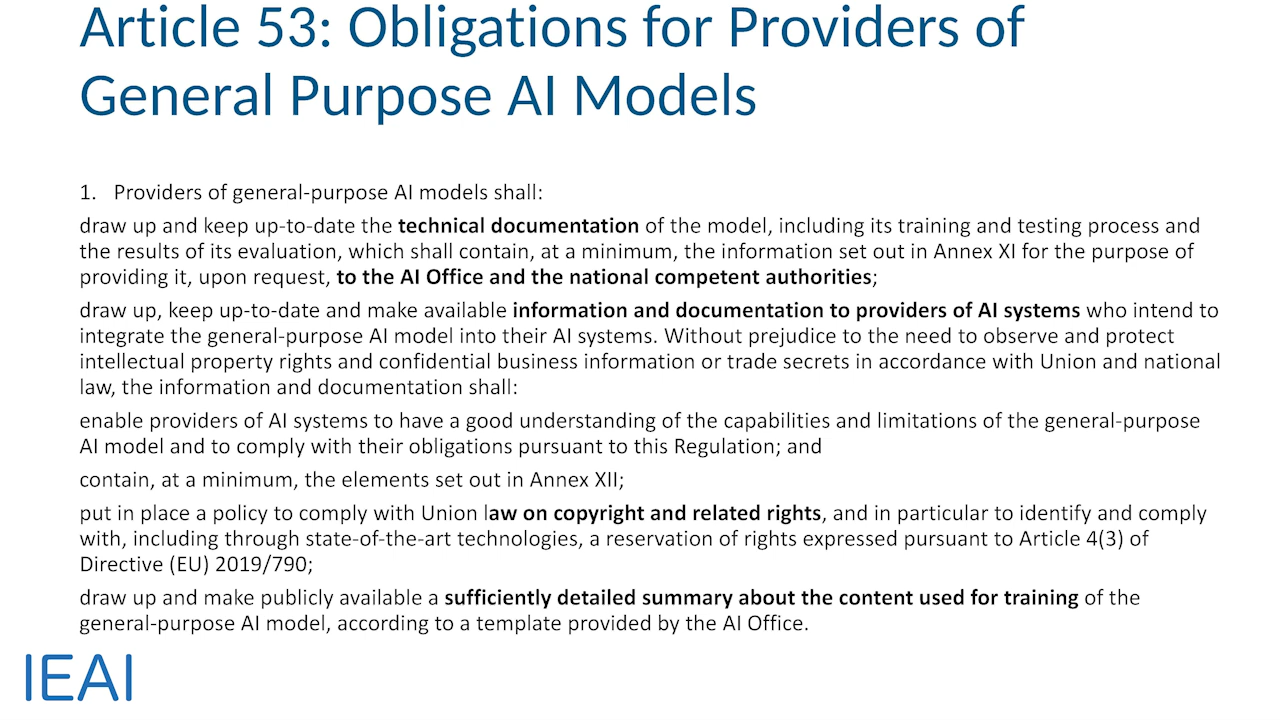 Article 53: Obligations for Providers of
General Purpose AI Models
1. Providers of general-purpose AI models shall:
draw up and keep up-to-date the technical documentation of the model, including its training and testing process and
the results of its evaluation, which shall contain, at a minimum, the information set out in Annex XI for the purpose of
providing it, upon request, to the AI Office and the national competent authorities;
draw up, keep up-to-date and make available information and documentation to providers of AI systems who intend to
integrate the general-purpose AI model into their AI systems. Without prejudice to the need to observe and protect
intellectual property rights and confidential business information or trade secrets in accordance with Union and national
law, the information and documentation shall:
enable providers of AI systems to have a good understanding of the capabilities and limitations of the general-purpose
AI model and to comply with their obligations pursuant to this Regulation; and
contain, at a minimum, the elements set out in Annex XII;
put in place a policy to comply with Union law on copyright and related rights, and in particular to identify and comply
with, including through state-of-the-art technologies, a reservation of rights expressed pursuant to Article 4(3) of
Directive (EU) 2019/790;
draw up and make publicly available a sufficiently detailed summary about the content used for training of the
general-purpose AI model, according to a template provided by the AI Office.
IEAI